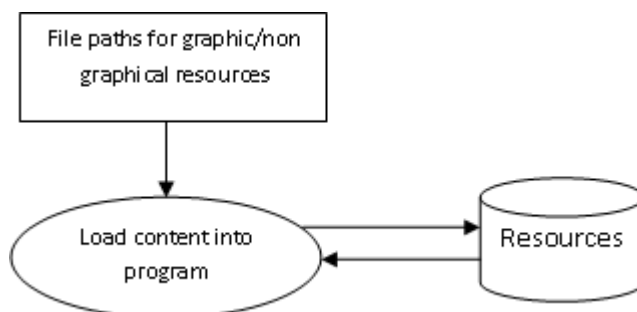 File paths for graphic/non
graphical resources
Load content into
program
Resources